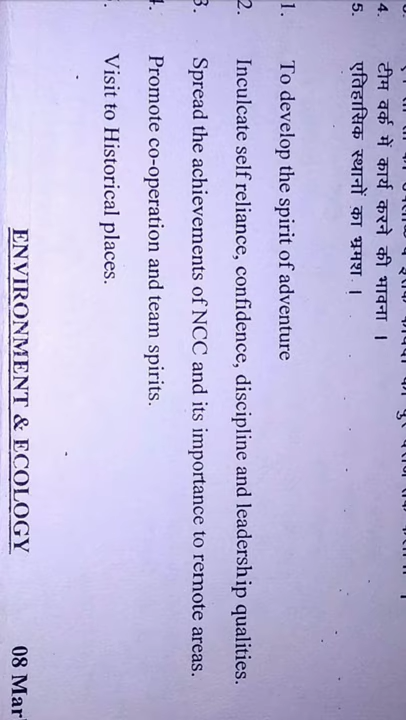 4. टीम वर्क में कार्य करने की भावना ।
5. एतिहासिक स्थानों का भ्रमश ।
1. To develop the spirit of adventure
2. Inculcate self reliance, confidence, discipline and leadership qualities.
3. Spread the achievements of NCC and its importance to remote areas.
4. Promote co-operation and team spirits.
Visit to Historical places.
ENVIRONMENT & ECOLOGY
08 Mar